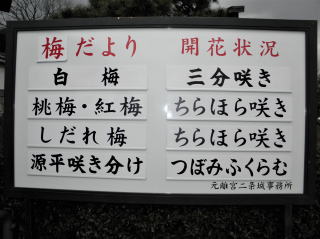 梅だより 開花状況
白梅 三分咲き
桃梅・紅梅 ちらほら咲き
しだれ梅 ちらほら咲き
源平咲き分け つぼみふくらむ
元離宮二条城事務所